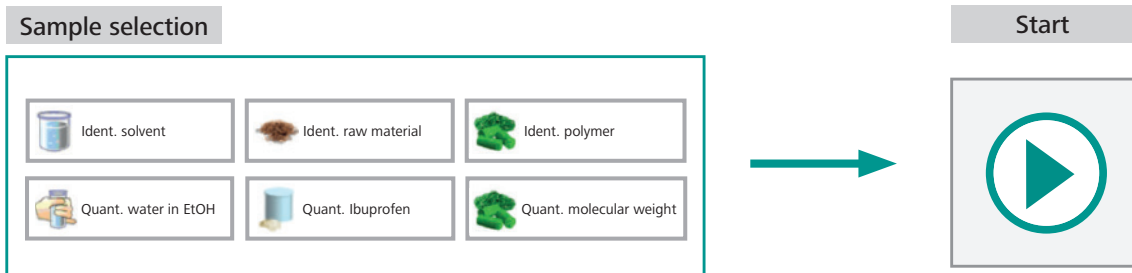 Sample selection
Start
Ident. solvent
Ident. raw material
Ident. polymer
Quant. water in EtOH
Quant. Ibuprofen
Quant. molecular weight